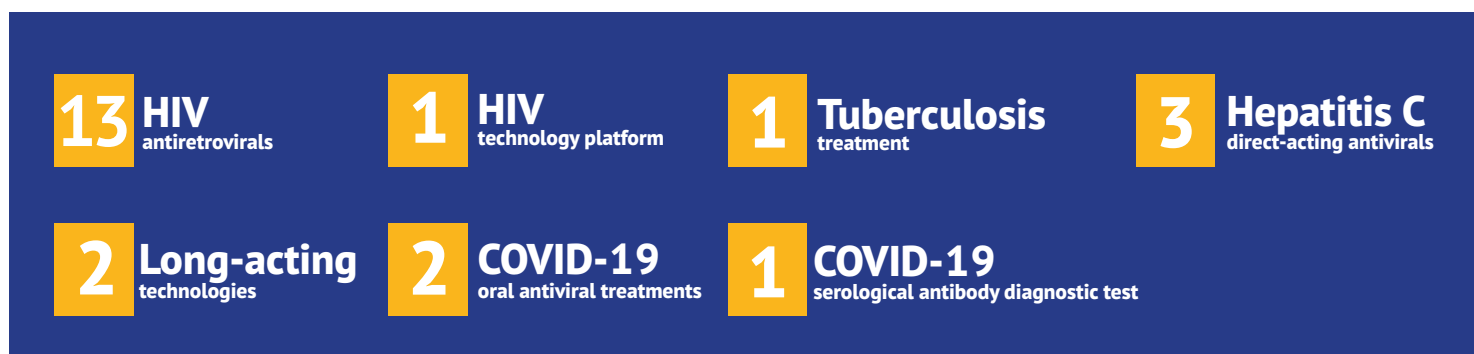 13 HIV
antiretrovirals
1 HIV
technology platform
1 Tuberculosis
treatment
3 Hepatitis C
direct-acting antivirals
2 Long-acting
technologies
2 COVID-19
oral antiviral treatments
1 COVID-19
serological antibody diagnostic test